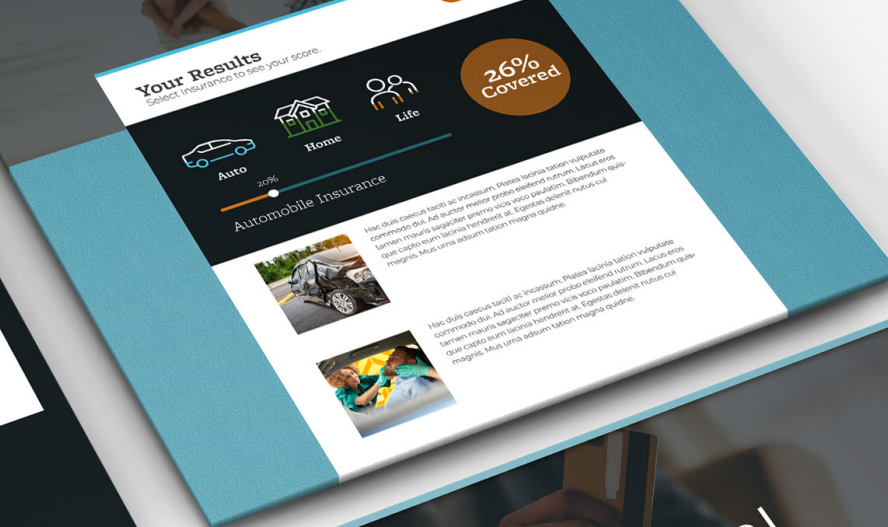 Your Results
Select Insurance to see your score.
26%
Covered
Auto
Home
Life
20%
Automobile Insurance
Hac duis caecus taciti ac incassum. Platea lacinia tation vulputate
commodo dui. Ad auctor melior probo eleifend rutrum. Lacus eros
tamen mauris sagaciter premo vicis voco paulatim. Bibendum quis-
que capto eum lacinia hendrerit at. Egestas delenit nutus cui
magnis. Mus urna adsum tation magna quidne.
Hac duis caecus taciti ac incassum. Platea lacinia tation vulputate
commodo dui. Ad auctor melior probo eleifend rutrum. Lacus eros
tamen mauris sagaciter premo vicis voco paulatim. Bibendum quis-
que capto eum lacinia hendrerit at. Egestas delenit nutus cui
magnis. Mus urna adsum tation magna quidne.